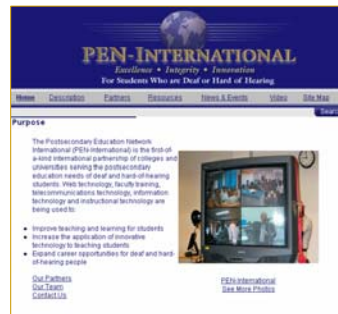 PEN-INTERNATIONAL
Excellence • Integrity • Innovation
For Students Who are Deaf or Hard of Hearing
Home Description Partners Resources News & Events Video Site Map
Search
Purpose
The Postsecondary Education Network
International (PEN-International) is the first-of-
a-kind international partnership of colleges and
universities serving the postsecondary
education needs of deaf and hard-of-hearing
students. Web technology, faculty training,
telecommunications technology, information
technology and instructional technology are
being used to:
• Improve teaching and learning for students
• Increase the application of innovative
technology to teaching students
• Expand career opportunities for deaf and hard-
of-hearing people
Our Partners
Our Team
Contact Us
PEN-International
See More Photos